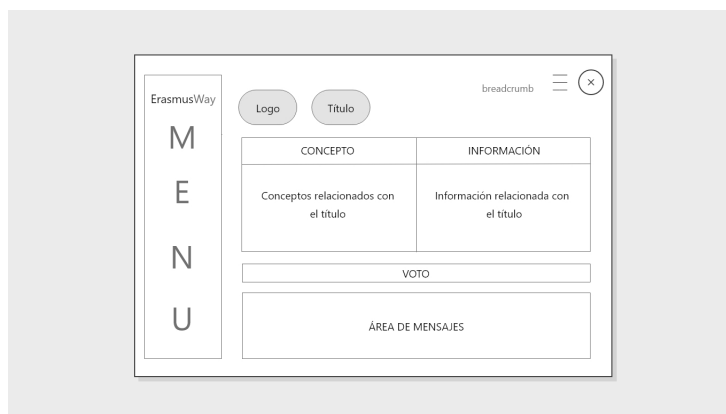 ErasmusWay
M
E
N
U
Logo
Título
breadcrumb
CONCEPTO
INFORMACIÓN
Conceptos relacionados con
el título
Información relacionada con
el título
VOTO
ÁREA DE MENSAJES